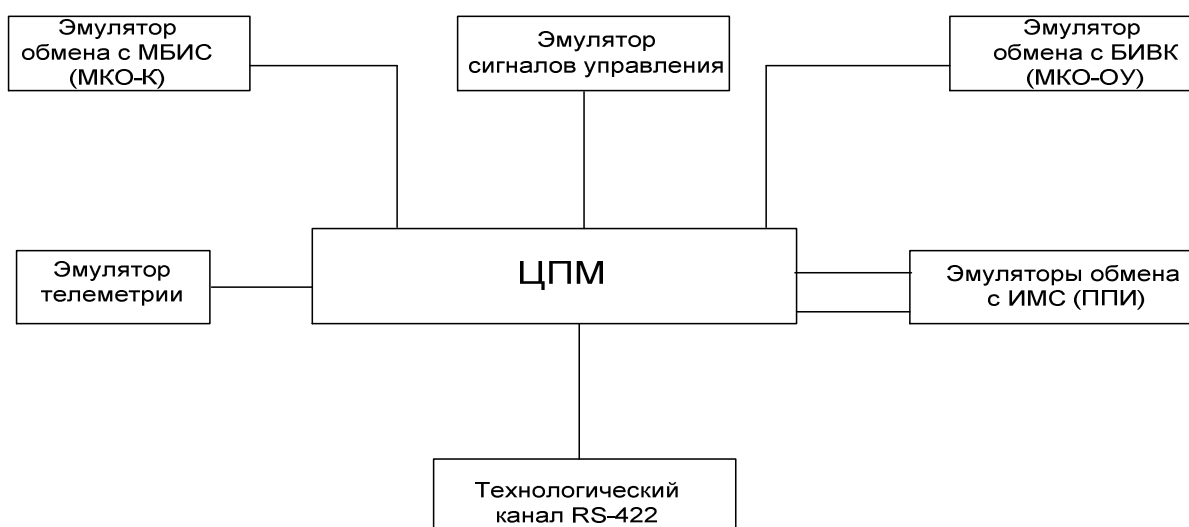 Эмулятор
обмена с МБИС
(МКО-К)
Эмулятор
сигналов управления
Эмулятор
обмена с БИВК
(МКО-ОУ)
Эмулятор
телеметрии
ЦПМ
Эмуляторы обмена
с ИМС (ППИ)
Технологический
канал RS-422